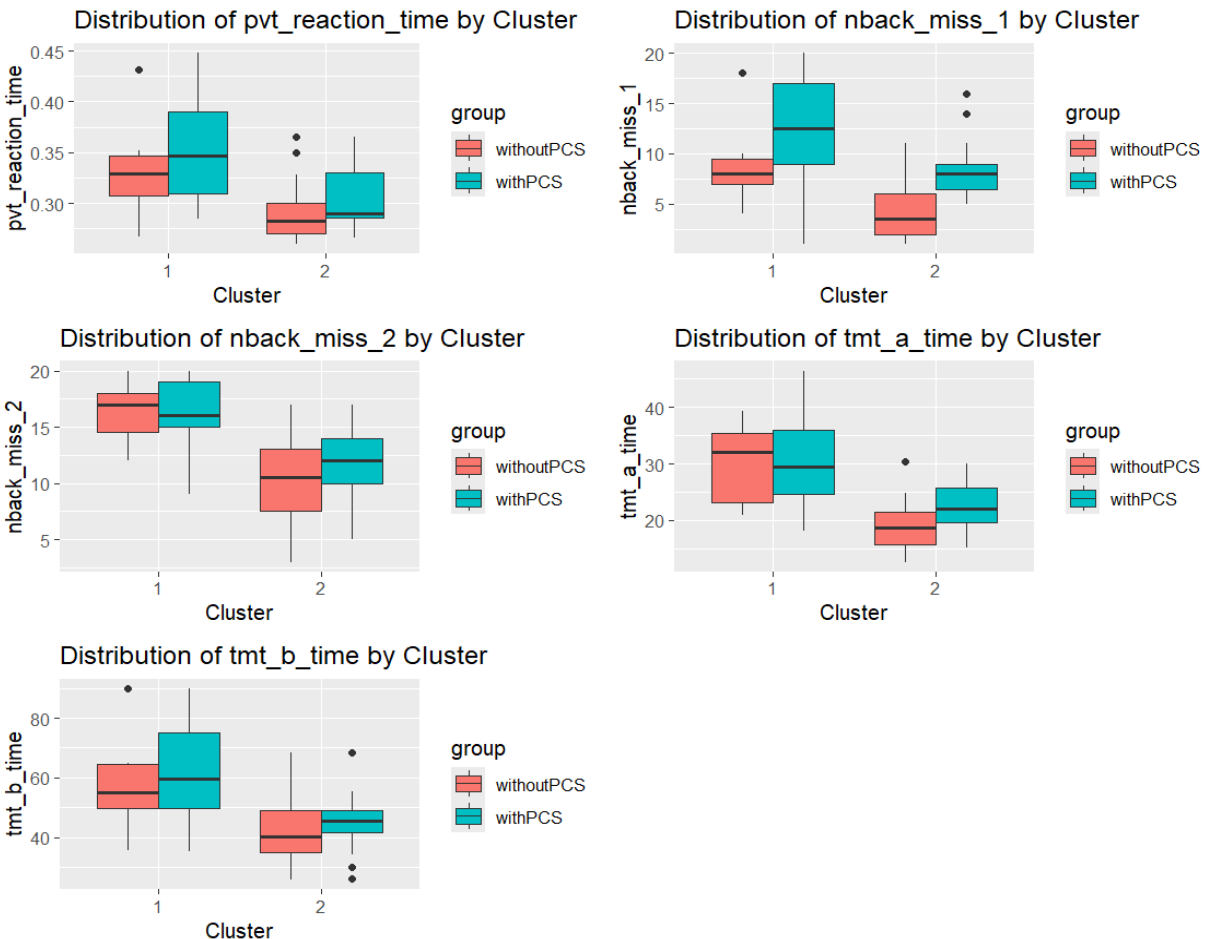 Distribution of pvt_reaction_time by Cluster
pvt_reaction_time
0.45
0.40
0.35
0.30
1
2
Cluster
group
withoutPCS
withPCS
Distribution of nback_miss_1 by Cluster
nback_miss_1
20
15
10
5
1
2
Cluster
group
withoutPCS
withPCS
Distribution of nback_miss_2 by Cluster
nback_miss_2
20
15
10
5
1
2
Cluster
group
withoutPCS
withPCS
Distribution of tmt_a_time by Cluster
tmt_a_time
40
30
20
1
2
Cluster
group
withoutPCS
withPCS
Distribution of tmt_b_time by Cluster
tmt_b_time
80
60
40
1
2
Cluster
group
withoutPCS
withPCS